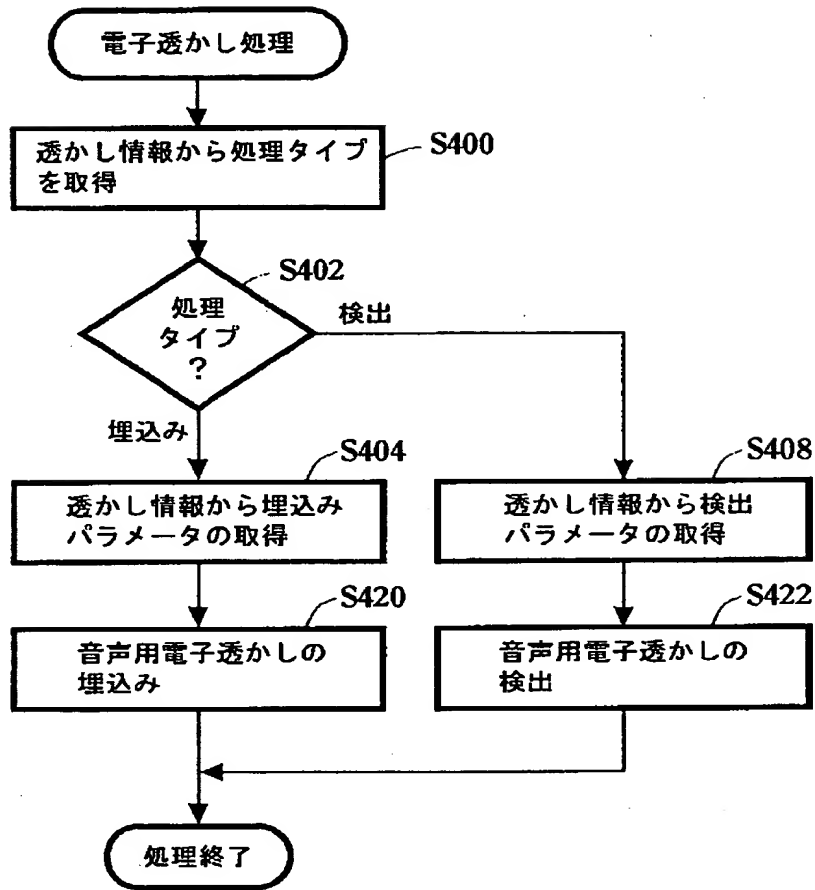 電子透かし処理
透かし情報から処理タイプ
を取得
S400
S402
処理
タイプ
?
検出
埋込み
S404
透かし情報から埋込み
パラメータの取得
S408
透かし情報から検出
パラメータの取得
S420
音声用電子透かしの
埋込み
S422
音声用電子透かしの
検出
処理終了